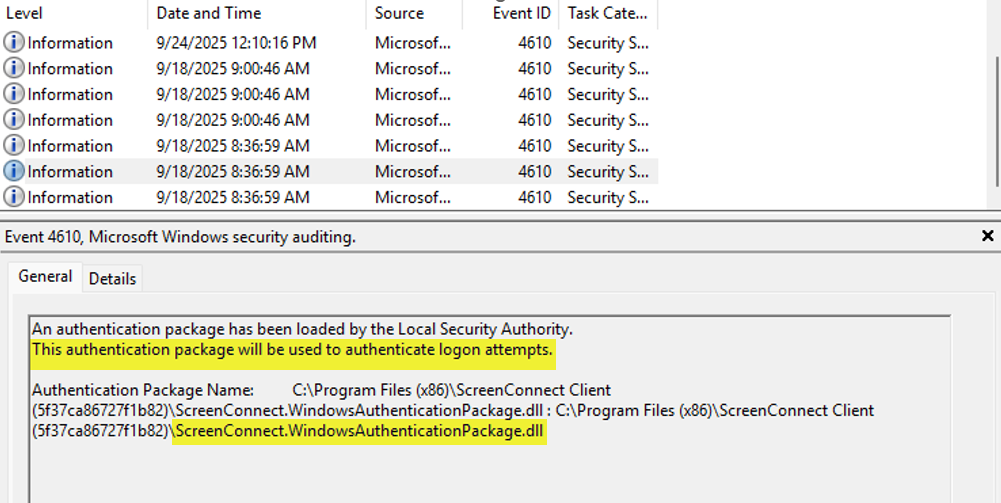 Level Date and Time Source Event ID Task Cate...
Information 9/24/2025 12:10:16 PM Microsof... 4610 Security S...
Information 9/18/2025 9:00:46 AM Microsof... 4610 Security S...
Information 9/18/2025 9:00:46 AM Microsof... 4610 Security S...
Information 9/18/2025 9:00:46 AM Microsof... 4610 Security S...
Information 9/18/2025 8:36:59 AM Microsof... 4610 Security S...
Information 9/18/2025 8:36:59 AM Microsof... 4610 Security S...
Information 9/18/2025 8:36:59 AM Microsof... 4610 Security S...
Event 4610, Microsoft Windows security auditing.
General Details
An authentication package has been loaded by the Local Security Authority.
This authentication package will be used to authenticate logon attempts.
Authentication Package Name: C:\Program Files (x86)\ScreenConnect Client
(5f37ca86727f1b82)\ScreenConnect.WindowsAuthenticationPackage.dll : C:\Program Files (x86)\ScreenConnect Client
(5f37ca86727f1b82)\ScreenConnect.WindowsAuthenticationPackage.dll